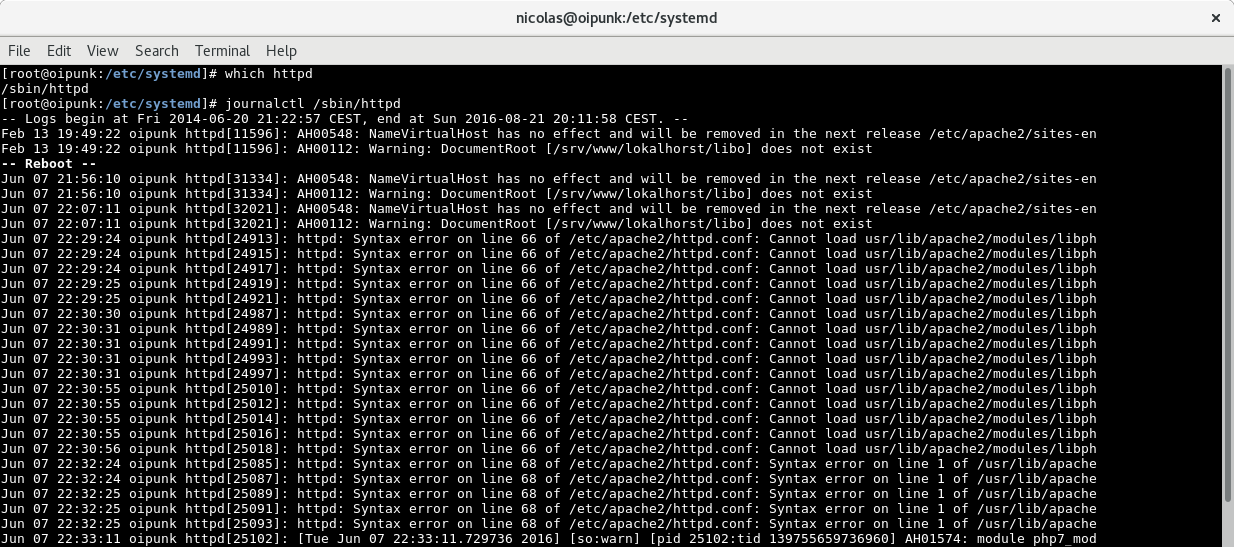 nicolas@oipunk:/etc/systemd ×
File Edit View Search Terminal Help
[root@oipunk:/etc/systemd]# which httpd
/sbin/httpd
[root@oipunk:/etc/systemd]# journalctl /sbin/httpd
-- Logs begin at Fri 2014-06-20 21:22:57 CEST, end at Sun 2016-08-21 20:11:58 CEST. --
Feb 13 19:49:22 oipunk httpd[11596]: AH00548: NameVirtualHost has no effect and will be removed in the next release /etc/apache2/sites-en
Feb 13 19:49:22 oipunk httpd[11596]: AH00112: Warning: DocumentRoot [/srv/www/lokalhorst/libo] does not exist
-- Reboot --
Jun 07 21:56:10 oipunk httpd[31334]: AH00548: NameVirtualHost has no effect and will be removed in the next release /etc/apache2/sites-en
Jun 07 21:56:10 oipunk httpd[31334]: AH00112: Warning: DocumentRoot [/srv/www/lokalhorst/libo] does not exist
Jun 07 22:07:11 oipunk httpd[32021]: AH00548: NameVirtualHost has no effect and will be removed in the next release /etc/apache2/sites-en
Jun 07 22:07:11 oipunk httpd[32021]: AH00112: Warning: DocumentRoot [/srv/www/lokalhorst/libo] does not exist
Jun 07 22:29:24 oipunk httpd[24913]: httpd: Syntax error on line 66 of /etc/apache2/httpd.conf: Cannot load usr/lib/apache2/modules/libph
Jun 07 22:29:24 oipunk httpd[24915]: httpd: Syntax error on line 66 of /etc/apache2/httpd.conf: Cannot load usr/lib/apache2/modules/libph
Jun 07 22:29:24 oipunk httpd[24917]: httpd: Syntax error on line 66 of /etc/apache2/httpd.conf: Cannot load usr/lib/apache2/modules/libph
Jun 07 22:29:25 oipunk httpd[24919]: httpd: Syntax error on line 66 of /etc/apache2/httpd.conf: Cannot load usr/lib/apache2/modules/libph
Jun 07 22:29:25 oipunk httpd[24921]: httpd: Syntax error on line 66 of /etc/apache2/httpd.conf: Cannot load usr/lib/apache2/modules/libph
Jun 07 22:30:30 oipunk httpd[24987]: httpd: Syntax error on line 66 of /etc/apache2/httpd.conf: Cannot load usr/lib/apache2/modules/libph
Jun 07 22:30:31 oipunk httpd[24989]: httpd: Syntax error on line 66 of /etc/apache2/httpd.conf: Cannot load usr/lib/apache2/modules/libph
Jun 07 22:30:31 oipunk httpd[24991]: httpd: Syntax error on line 66 of /etc/apache2/httpd.conf: Cannot load usr/lib/apache2/modules/libph
Jun 07 22:30:31 oipunk httpd[24993]: httpd: Syntax error on line 66 of /etc/apache2/httpd.conf: Cannot load usr/lib/apache2/modules/libph
Jun 07 22:30:31 oipunk httpd[24997]: httpd: Syntax error on line 66 of /etc/apache2/httpd.conf: Cannot load usr/lib/apache2/modules/libph
Jun 07 22:30:55 oipunk httpd[25010]: httpd: Syntax error on line 66 of /etc/apache2/httpd.conf: Cannot load usr/lib/apache2/modules/libph
Jun 07 22:30:55 oipunk httpd[25012]: httpd: Syntax error on line 66 of /etc/apache2/httpd.conf: Cannot load usr/lib/apache2/modules/libph
Jun 07 22:30:55 oipunk httpd[25014]: httpd: Syntax error on line 66 of /etc/apache2/httpd.conf: Cannot load usr/lib/apache2/modules/libph
Jun 07 22:30:55 oipunk httpd[25016]: httpd: Syntax error on line 66 of /etc/apache2/httpd.conf: Cannot load usr/lib/apache2/modules/libph
Jun 07 22:30:56 oipunk httpd[25018]: httpd: Syntax error on line 66 of /etc/apache2/httpd.conf: Cannot load usr/lib/apache2/modules/libph
Jun 07 22:32:24 oipunk httpd[25085]: httpd: Syntax error on line 68 of /etc/apache2/httpd.conf: Syntax error on line 1 of /usr/lib/apache
Jun 07 22:32:24 oipunk httpd[25087]: httpd: Syntax error on line 68 of /etc/apache2/httpd.conf: Syntax error on line 1 of /usr/lib/apache
Jun 07 22:32:25 oipunk httpd[25089]: httpd: Syntax error on line 68 of /etc/apache2/httpd.conf: Syntax error on line 1 of /usr/lib/apache
Jun 07 22:32:25 oipunk httpd[25091]: httpd: Syntax error on line 68 of /etc/apache2/httpd.conf: Syntax error on line 1 of /usr/lib/apache
Jun 07 22:32:25 oipunk httpd[25093]: httpd: Syntax error on line 68 of /etc/apache2/httpd.conf: Syntax error on line 1 of /usr/lib/apache
Jun 07 22:33:11 oipunk httpd[25102]: [Tue Jun 07 22:33:11.729736 2016] [so:warn] [pid 25102:tid 139755659736960] AH01574: module php7_mod